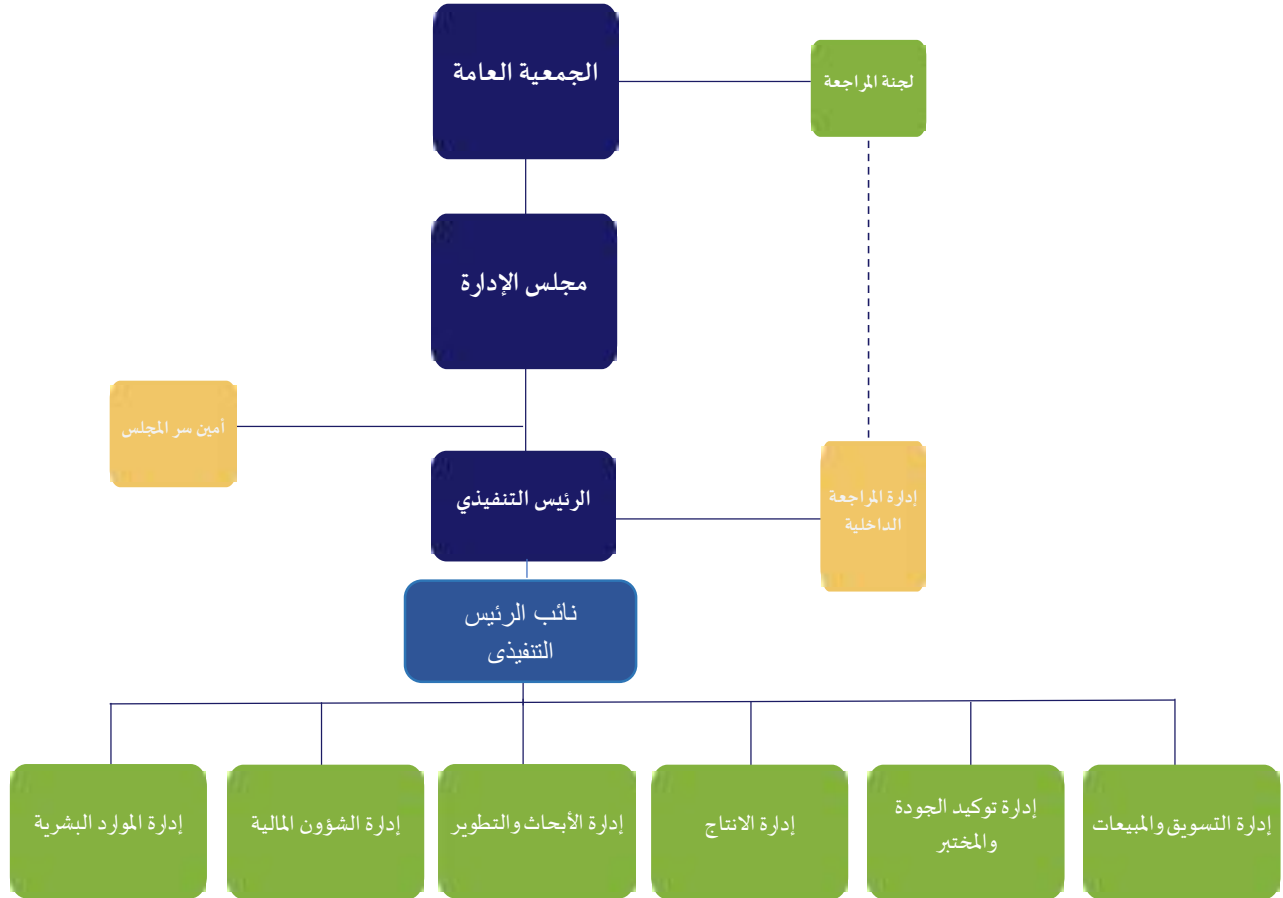 الجمعية العامة
لجنة المراجعة
مجلس الإدارة
أمين سر المجلس
الرئيس التنفيذي
إدارة المراجعة
الداخلية
نائب الرئيس
التنفيذى
إدارة التسويق والمبيعات
إدارة توكيد الجودة
والمختبر
إدارة الانتاج
إدارة الأبحاث والتطوير
إدارة الشؤون المالية
إدارة الموارد البشرية